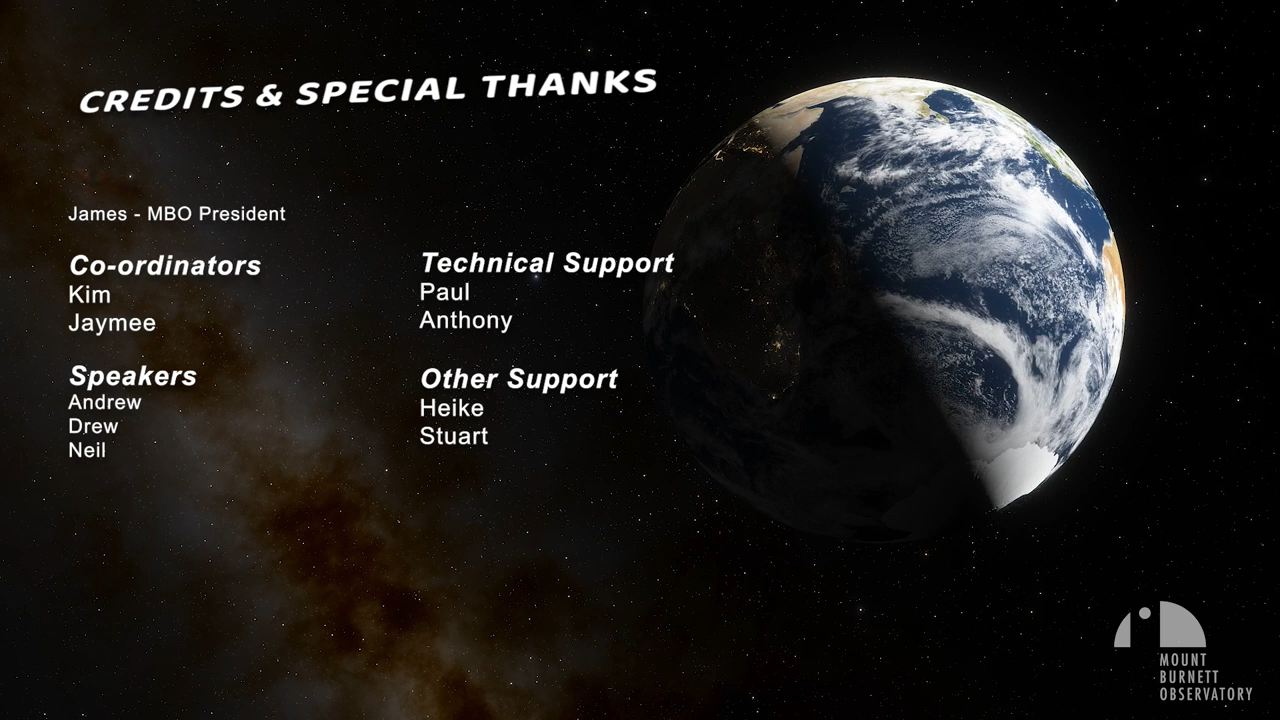 CREDITS & SPECIAL THANKS
James - MBO President
Co-ordinators
Kim
Jaymee
Speakers
Andrew
Drew
Neil
Technical Support
Paul
Anthony
Other Support
Heike
Stuart
MOUNT
BURNETT
OBSERVATORY